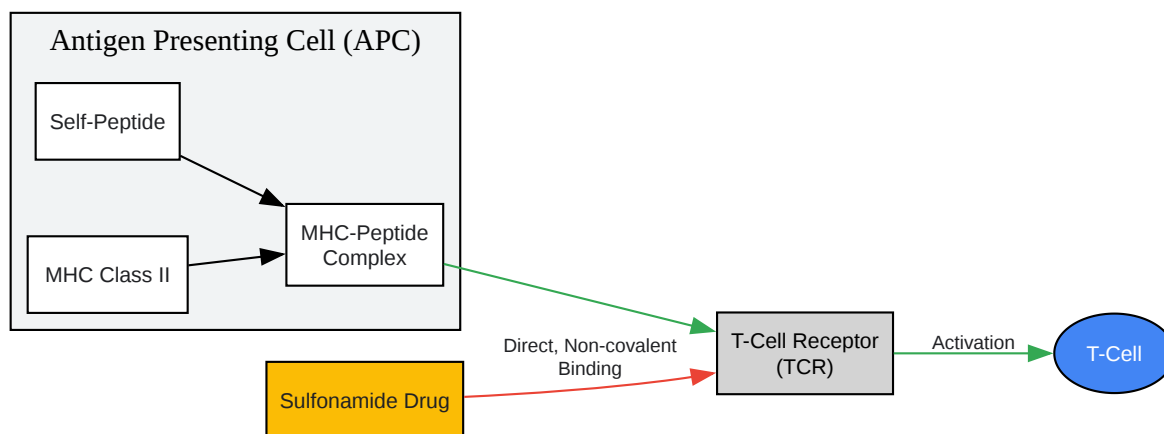 Antigen Presenting Cell (APC)
Self-Peptide
MHC Class II
MHC-Peptide
Complex
Direct, Non-covalent
Binding
Sulfonamide Drug
T-Cell Receptor
(TCR)
Activation
T-Cell